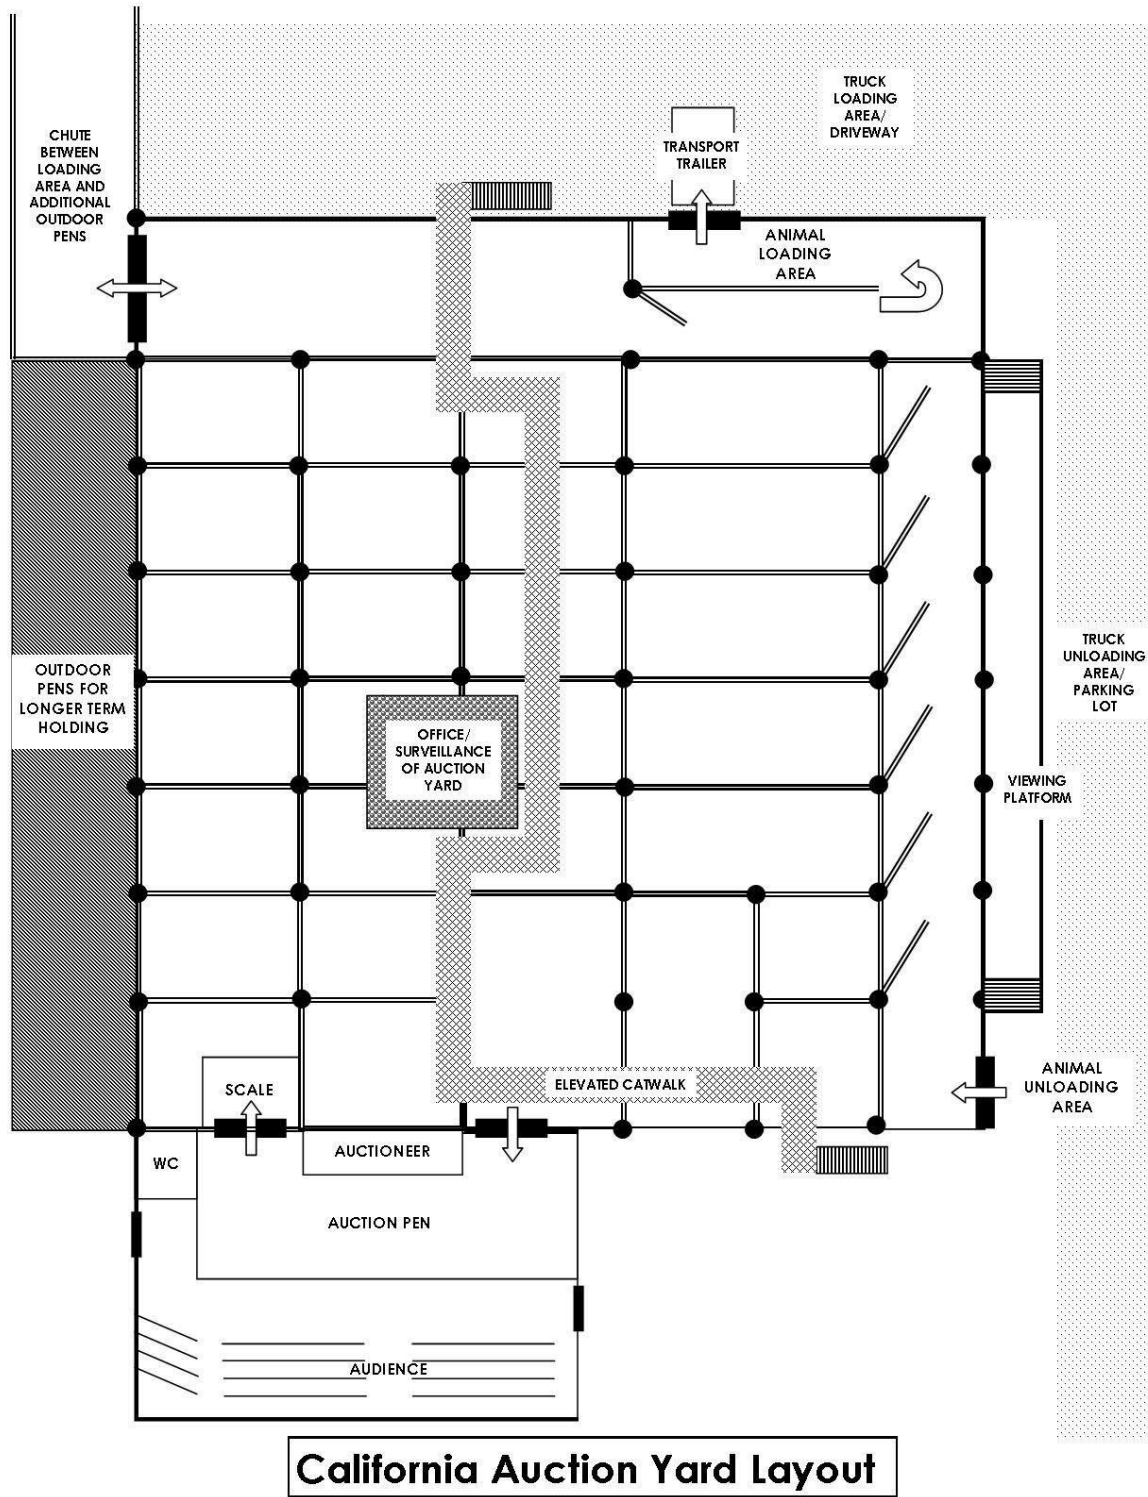 TRUCK
LOADING
AREA/
DRIVEWAY
CHUTE
BETWEEN
LOADING
AREA AND
ADDITIONAL
OUTDOOR
PENS
TRANSPORT
TRAILER
ANIMAL
LOADING
AREA
OUTDOOR
PENS FOR
LONGER TERM
HOLDING
OFFICE/
SURVEILLANCE
OF AUCTION
YARD
TRUCK
UNLOADING
AREA/
PARKING
LOT
VIEWING
PLATFORM
SCALE
ELEVATED CATWALK
ANIMAL
UNLOADING
AREA
WC
AUCTIONEER
AUCTION PEN
AUDIENCE
California Auction Yard Layout